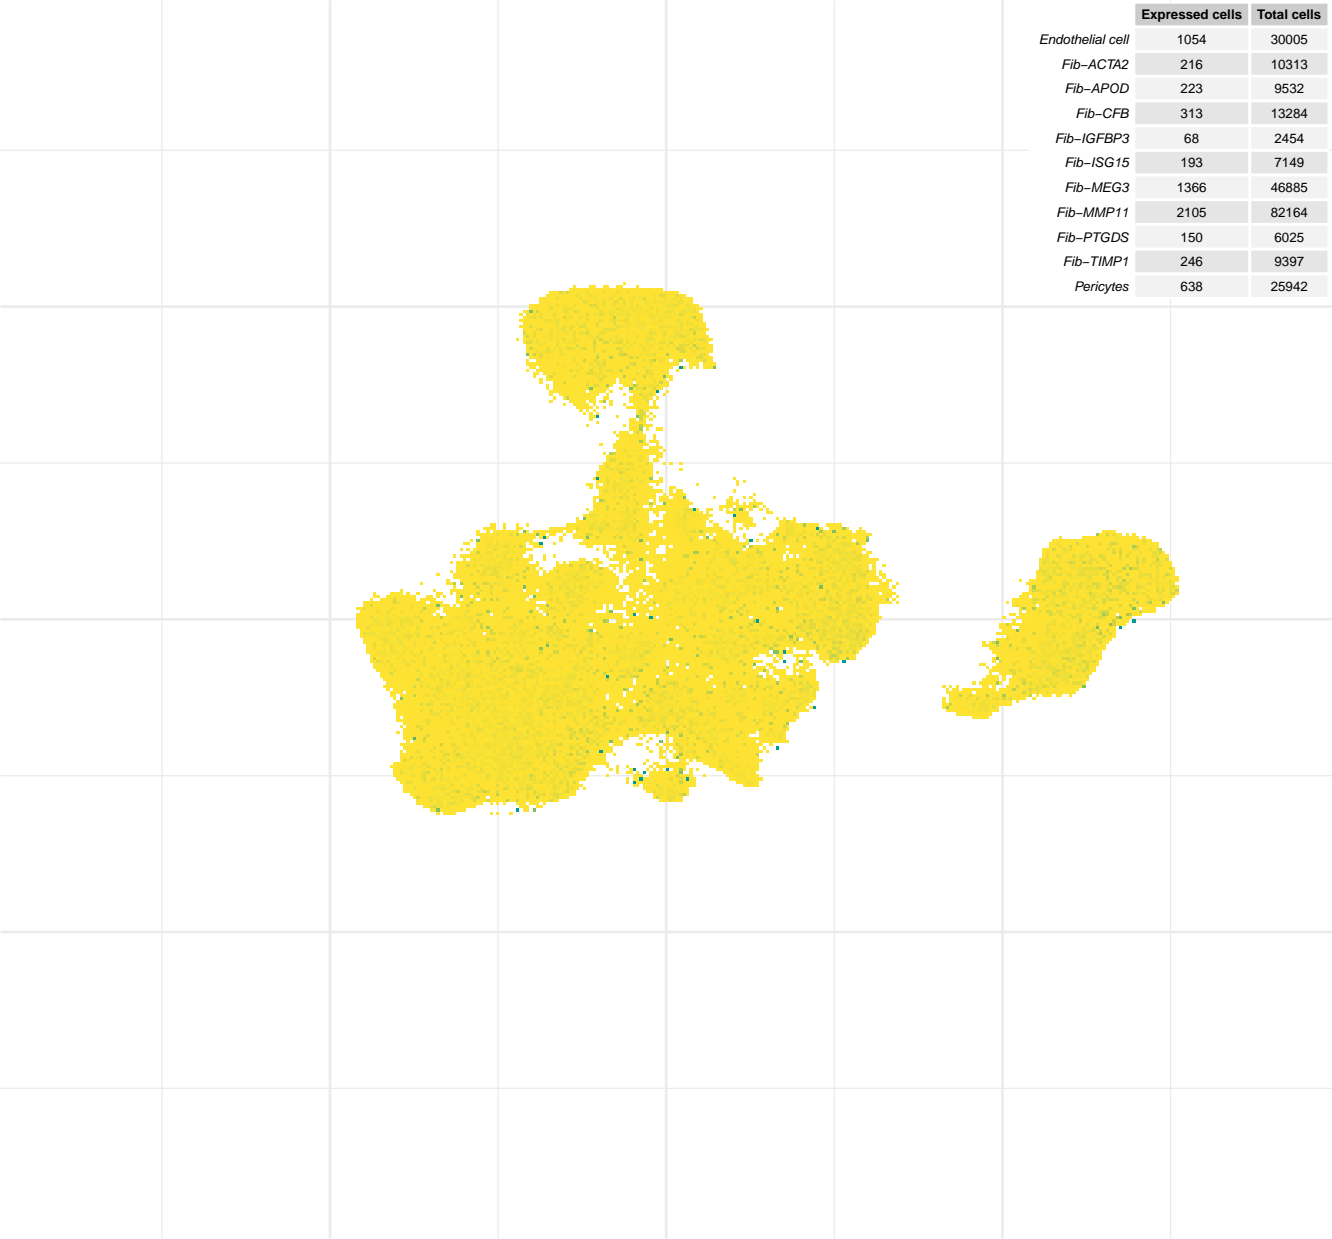 Expressed cells Total cells
Endothelial cell 1054 30005
Fib−ACTA2 216 10313
Fib−APOD 223 9532
Fib−CFB 313 13284
Fib−IGFBP3 68 2454
Fib−ISG15 193 7149
Fib−MEG3 1366 46885
Fib−MMP11 2105 82164
Fib−PTGDS 150 6025
Fib−TIMP1 246 9397
Pericytes 638 25942